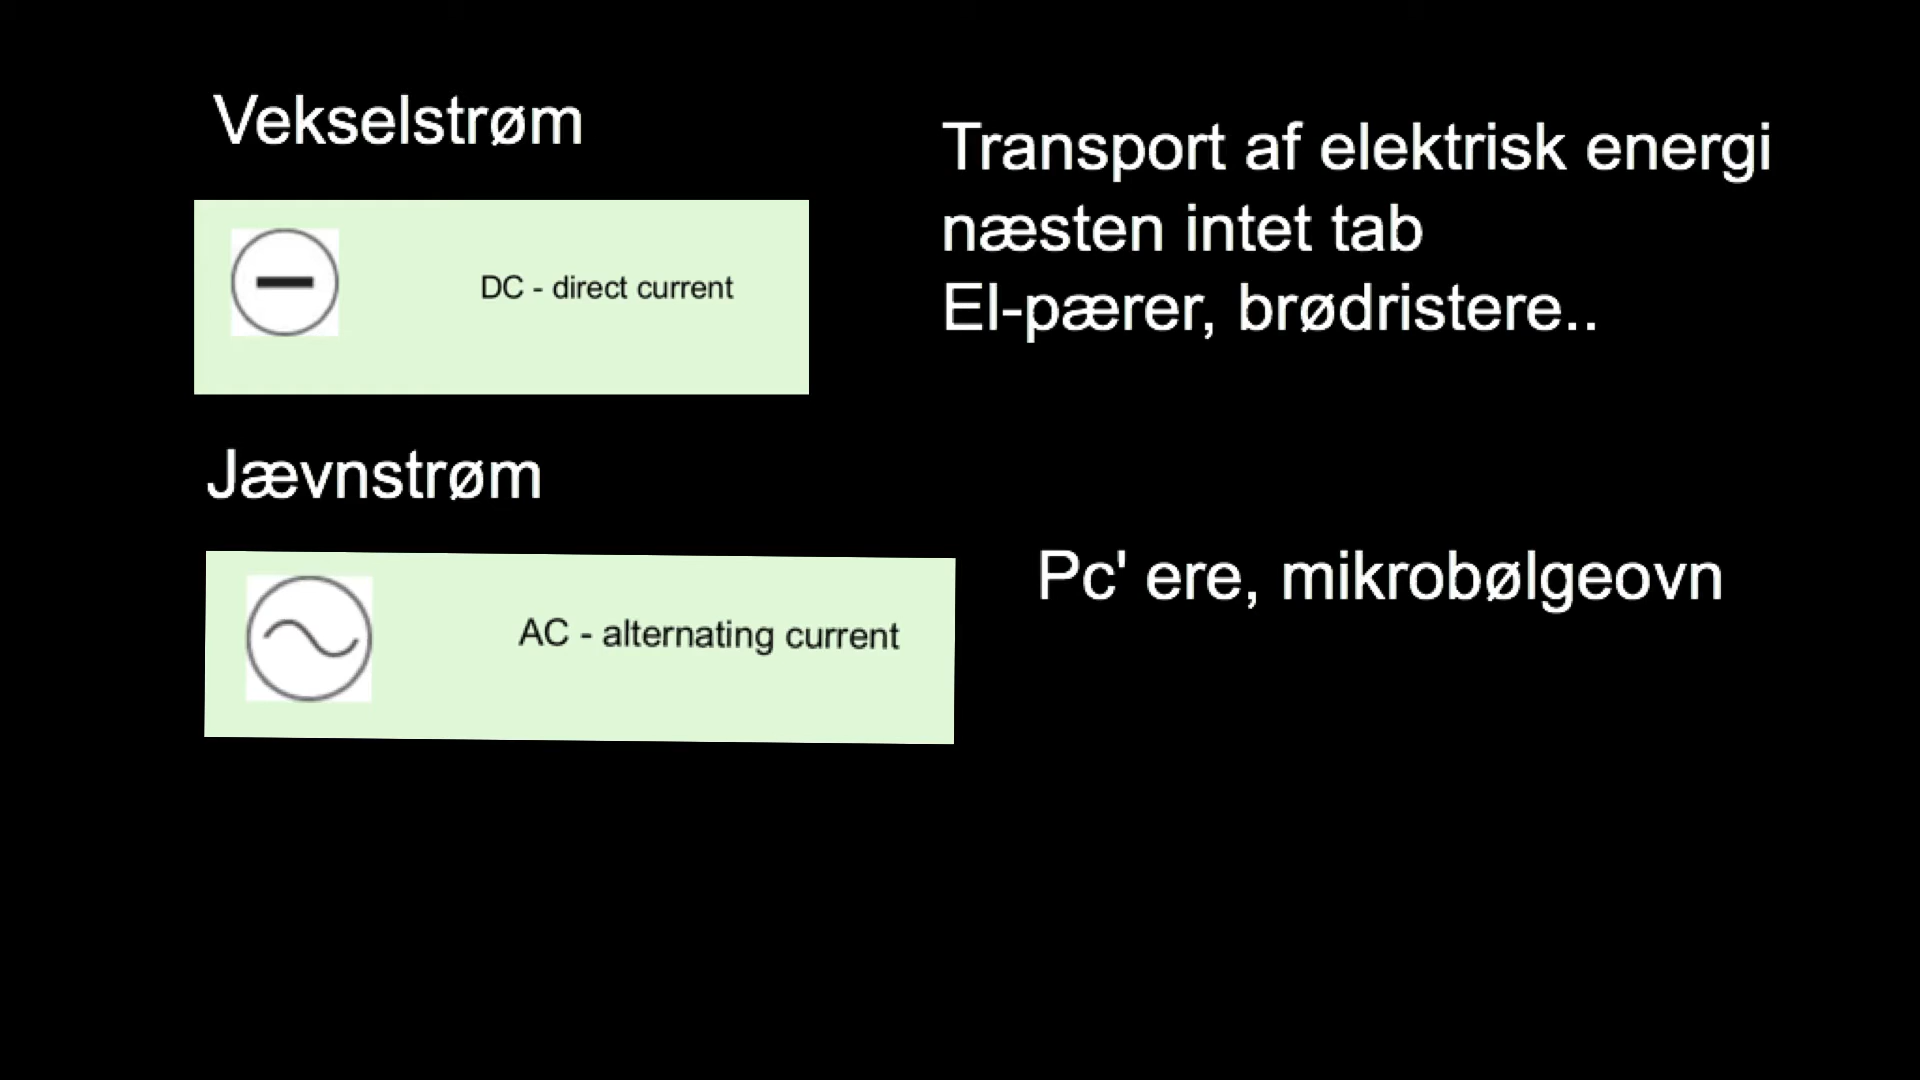 Vekselstrøm
DC - direct current
Transport af elektrisk energi
næsten intet tab
El-pærer, brødristere..
Jævnstrøm
AC - alternating current
Pc' ere, mikrobølgeovn